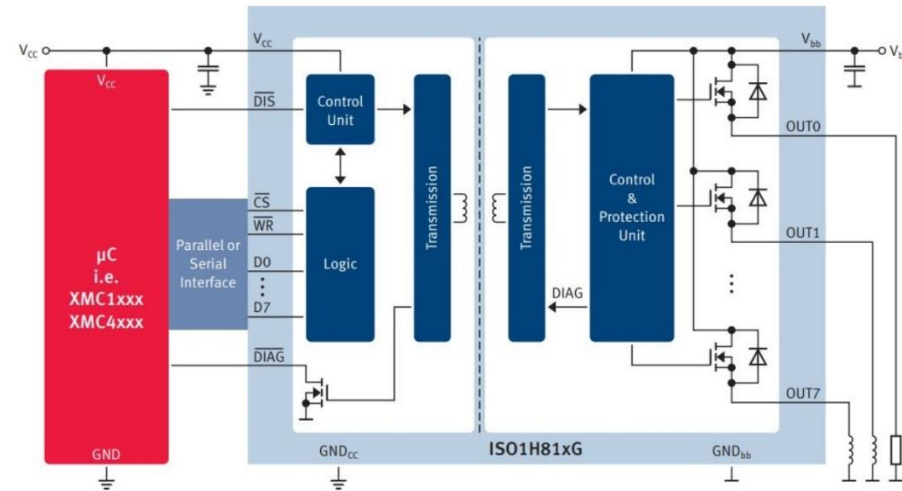 Vcc
Vcc
Vbb
Vb
Vcc
DIS
Control
Unit
OUT0
CS
WR
D0
D7
Parallel or
Serial
Interface
Logic
Transmission
Transmission
Control
&
Protection
Unit
OUT1
µC
i.e.
XMC1xxx
XMC4xxx
DIAG
DIAG
OUT7
GND
GNDcc
ISO1H81xG
GNDbb